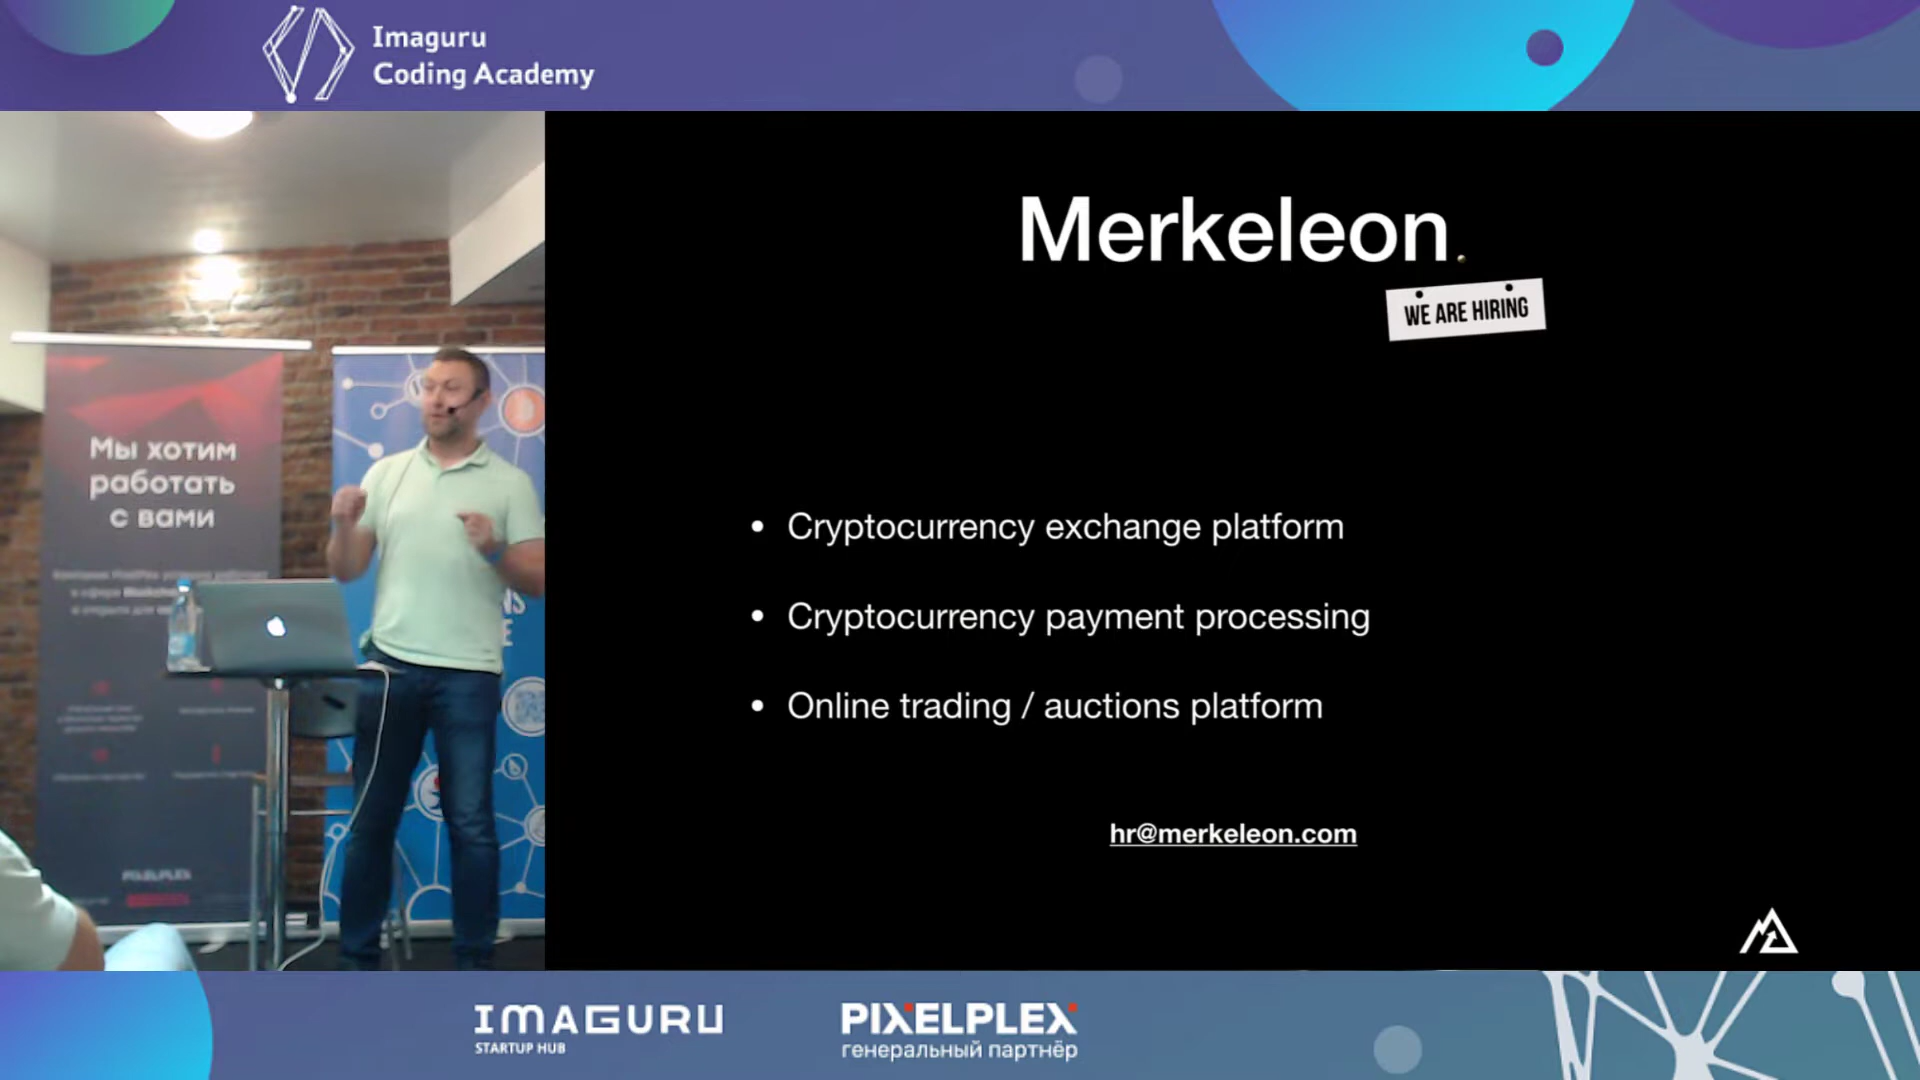 Imaguru
Coding Academy
Merkeleon.
WE ARE HIRING
• Cryptocurrency exchange platform
• Cryptocurrency payment processing
• Online trading / auctions platform
hr@merkeleon.com
Мы хотим
работать
с вами
PIXELPLEX
IMAGURU
STARTUP HUB
PIXELPLEX
генеральный партнёр